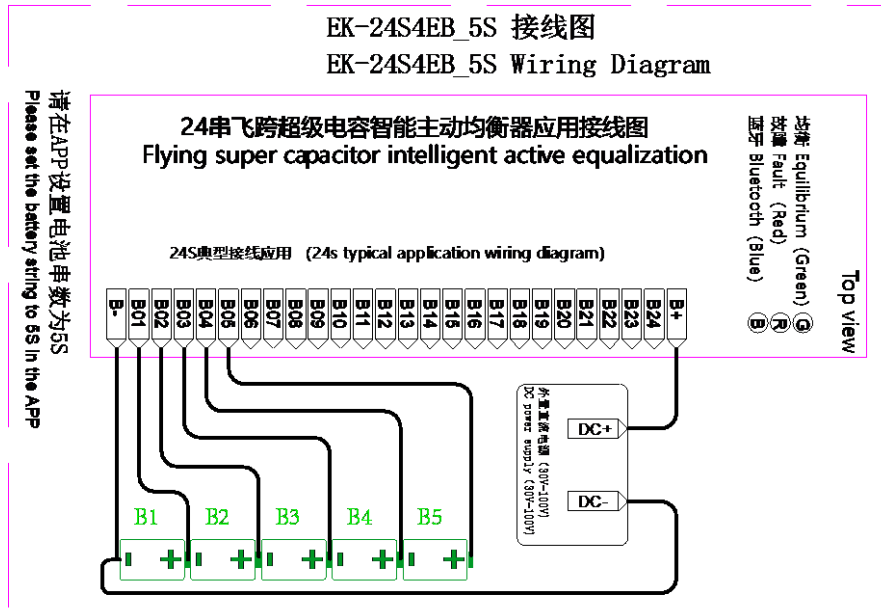 EK-24S4EB_5S 接线图
EK-24S4EB_5S Wiring Diagram
请在APP设置电池串数为5S
Please set the battery string to 5S in the APP
24串飞跨超级电容智能主动均衡器应用接线图
Flying super capacitor intelligent active equalization
均衡 Equilibrium (Green) G
故障 Fault (Red) R
蓝牙 Bluetooth (Blue) B
Top view
24S典型接线应用 (24s typical application wiring diagram)
B- B01 B02 B03 B04 B05 B06 B07 B08 B09 B10 B11 B12 B13 B14 B15 B16 B17 B18 B19 B20 B21 B22 B23 B24 B+
外置直流电源 (30V-100V)
DC power supply (30V-100V)
DC+
DC-
B1 B2 B3 B4 B5